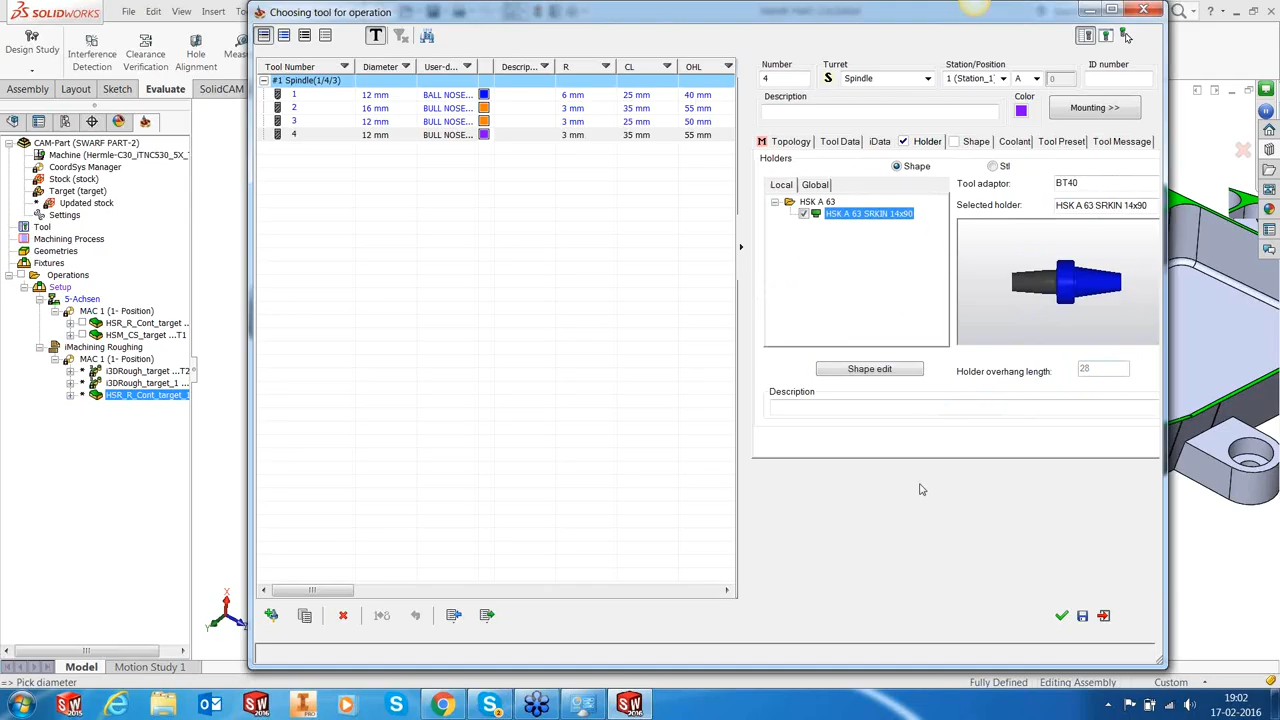 SOLIDWORKS
File Edit View Insert
Choosing tool for operation
Design Study
Interference Detection
Clearance Verification
Hole Alignment
Measu
Assembly Layout Sketch Evaluate SolidCAM
CAM-Part (SWARF PART-2)
Machine (Hermle-C30_iTNC530_5X_
CoordSys Manager
Stock (stock)
Target (target)
Updated stock
Settings
Tool
Machining Process
Geometries
Fixtures
Operations
Setup
5-Achsen
MAC 1 (1- Position)
HSR_R_Cont_target ..
HSM_CS_target ...T1
iMachining Roughing
MAC 1 (1- Position)
i3DRough_target ...T2
i3DRough_target_1 ...
HSR_R_Cont_target_1
X
Y
Z
Model Motion Study 1
=> Pick diameter
T
Tool Number Diameter User-d... Descrip... R CL OHL
#1 Spindle(1/4/3)
1 12 mm BALL NOSE... 6 mm 25 mm 40 mm
2 16 mm BULL NOSE... 3 mm 35 mm 55 mm
3 12 mm BULL NOSE... 3 mm 25 mm 50 mm
4 12 mm BULL NOSE... 3 mm 35 mm 55 mm
Number Turret Station/Position ID number
4 S Spindle 1 (Station_1) A 0
Description Color
Mounting >>
M Topology Tool Data iData Holder Shape Coolant Tool Preset Tool Message
Holders
Shape Stl
Local Global
HSK A 63
HSK A 63 SRKIN 14x90
Tool adaptor: BT40
Selected holder: HSK A 63 SRKIN 14x90
Shape edit
Holder overhang length: 28
Description
Fully Defined Editing Assembly Custom
19:02
17-02-2016